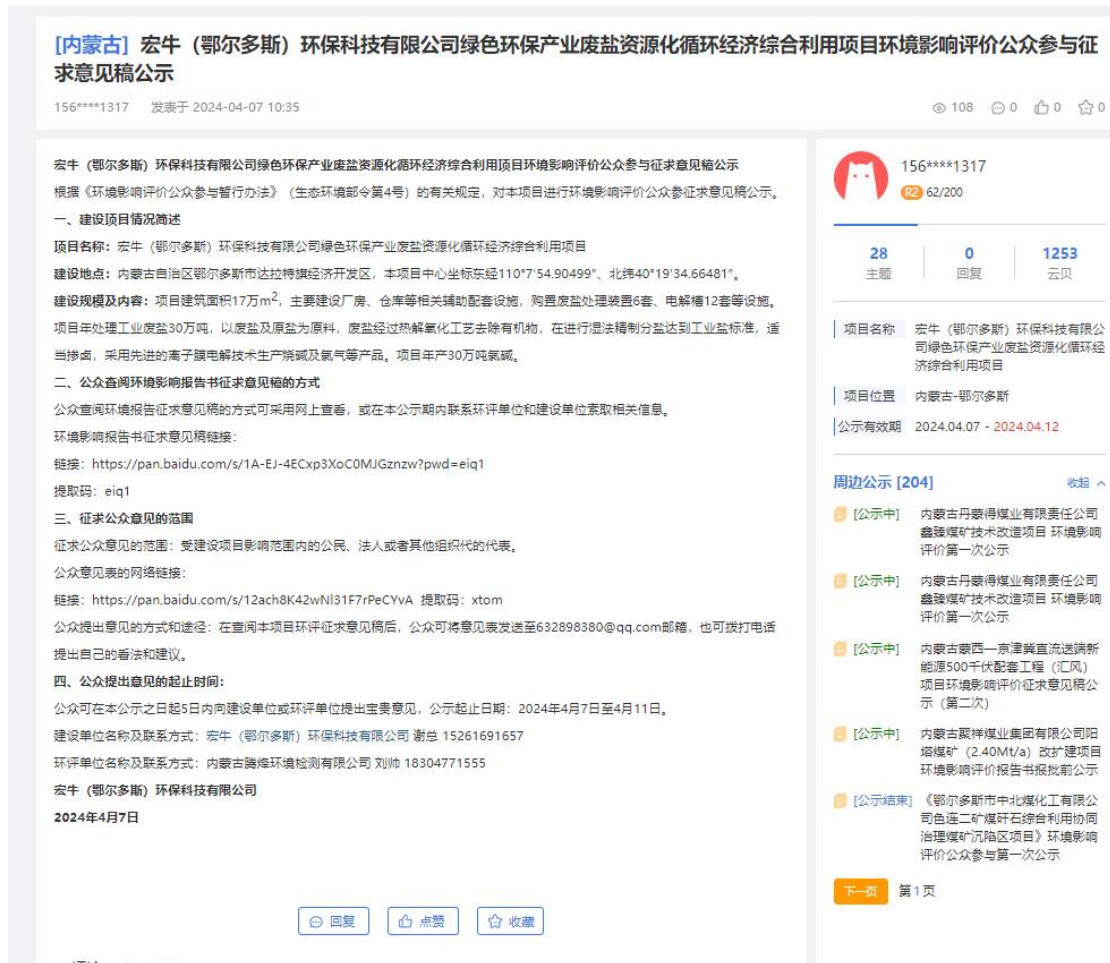 [内蒙古] 宏牛（鄂尔多斯）环保科技有限公司绿色环保产业废盐资源化循环经济综合利用项目环境影响评价公众参与征
求意见稿公示
156****1317 发表于 2024-04-07 10:35
108 0 0 0
宏牛（鄂尔多斯）环保科技有限公司绿色环保产业废盐资源化循环经济综合利用项目环境影响评价公众参与征求意见稿公示
根据《环境影响评价公众参与暂行办法》（生态环境部令第4号）的有关规定，对本项目进行环境影响评价公众参征求意见稿公示。
一、建设项目情况简述
项目名称：宏牛（鄂尔多斯）环保科技有限公司绿色环保产业废盐资源化循环经济综合利用项目
建设地点：内蒙古自治区鄂尔多斯市达拉特旗经济开发区，本项目中心坐标东经110°7'54.90499"、北纬40°19'34.66481"。
建设规模及内容：项目建筑面积17万m²，主要建设厂房、仓库等相关辅助配套设施，购置废盐处理装置6套、电解槽12套等设施。
项目年处理工业废盐30万吨，以废盐及原盐为原料，废盐经过热解氧化工艺去除有机物，在进行湿法精制分盐达到工业盐标准，适
当掺卤，采用先进的离子膜电解技术生产烧碱及氯气等产品。项目年产30万吨氯碱。
二、公众查阅环境影响报告书征求意见稿的方式
公众查阅环境报告征求意见稿的方式可采用网上查看，或在本公示期内联系环评单位和建设单位索取相关信息。
环境影响报告书征求意见稿链接：
链接：https://pan.baidu.com/s/1A-EJ-4ECxp3XoC0MJGznzw?pwd=eiq1
提取码：eiq1
三、征求公众意见的范围
征求公众意见的范围：受建设项目影响范围内的公民、法人或者其他组织代的代表。
公众意见表的网络链接：
链接：https://pan.baidu.com/s/12ach8K42wNl31F7rPeCYvA 提取码：xtom
公众提出意见的方式和途径：在查阅本项目环评征求意见稿后，公众可将意见表发送至632898380@qq.com邮箱，也可拨打电话
提出自己的看法和建议。
四、公众提出意见的起止时间：
公众可在本公示之日起5日内向建设单位或环评单位提出宝贵意见，公示起止日期：2024年4月7日至4月11日。
建设单位名称及联系方式：宏牛（鄂尔多斯）环保科技有限公司 谢总 15261691657
环评单位名称及联系方式：内蒙古腾烽环境检测有限公司 刘帅 18304771555
宏牛（鄂尔多斯）环保科技有限公司
2024年4月7日
回复 点赞 收藏
156****1317
R2 62/200
28 0 1253
主题 回复 云贝
项目名称 宏牛（鄂尔多斯）环保科技有限公
司绿色环保产业废盐资源化循环经
济综合利用项目
项目位置 内蒙古-鄂尔多斯
公示有效期 2024.04.07 - 2024.04.12
周边公示 [204] 收起
[公示中] 内蒙古丹蒙得煤业有限责任公司
鑫臻煤矿技术改造项目 环境影响
评价第一次公示
[公示中] 内蒙古丹蒙得煤业有限责任公司
鑫臻煤矿技术改造项目 环境影响
评价第一次公示
[公示中] 内蒙古蒙西—京津冀直流送端新
能源500千伏配套工程（汇风）
项目环境影响评价征求意见稿公
示（第二次）
[公示中] 内蒙古聚祥煤业集团有限公司阳
塔煤矿（2.40Mt/a）改扩建项目
环境影响评价报告书报批前公示
[公示结束] 《鄂尔多斯市中北煤化工有限公
司色连二矿煤矸石综合利用协同
治理煤矿沉陷区项目》环境影响
评价公众参与第一次公示
下一页 第1页